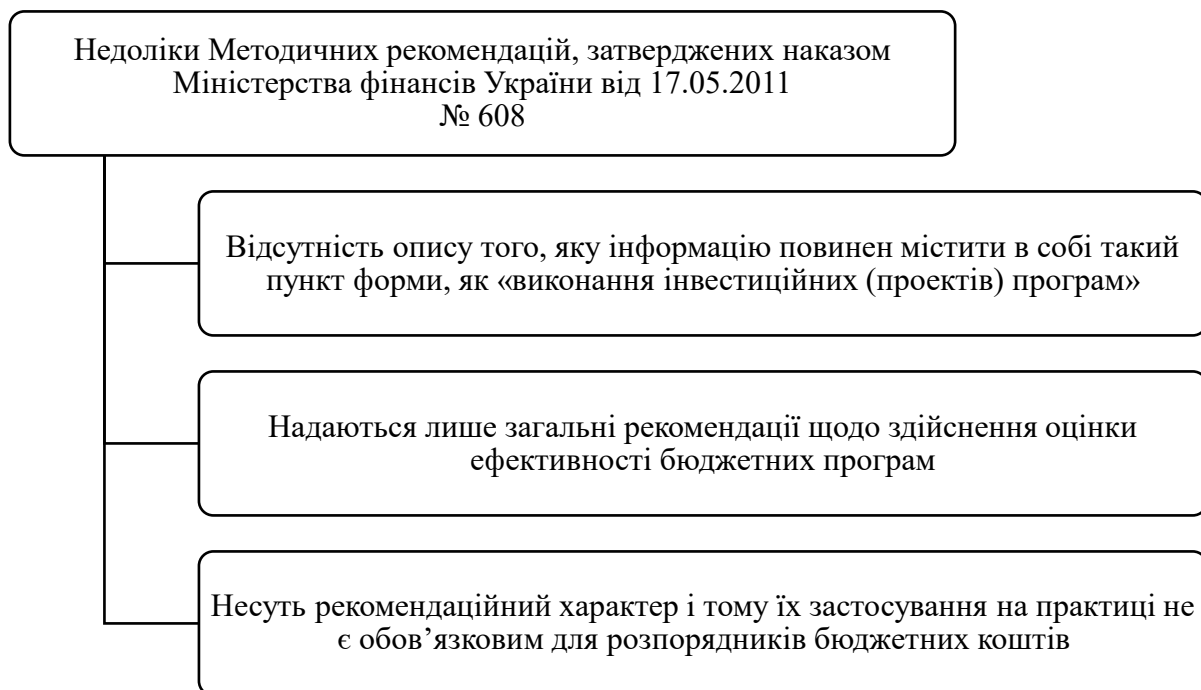 Недоліки Методичних рекомендацій, затверджених наказом
Міністерства фінансів України від 17.05.2011
№ 608
Відсутність опису того, яку інформацію повинен містити в собі такий
пункт форми, як «виконання інвестиційних (проектів) програм»
Надаються лише загальні рекомендації щодо здійснення оцінки
ефективності бюджетних програм
Несуть рекомендаційний характер і тому їх застосування на практиці не
є обов’язковим для розпорядників бюджетних коштів